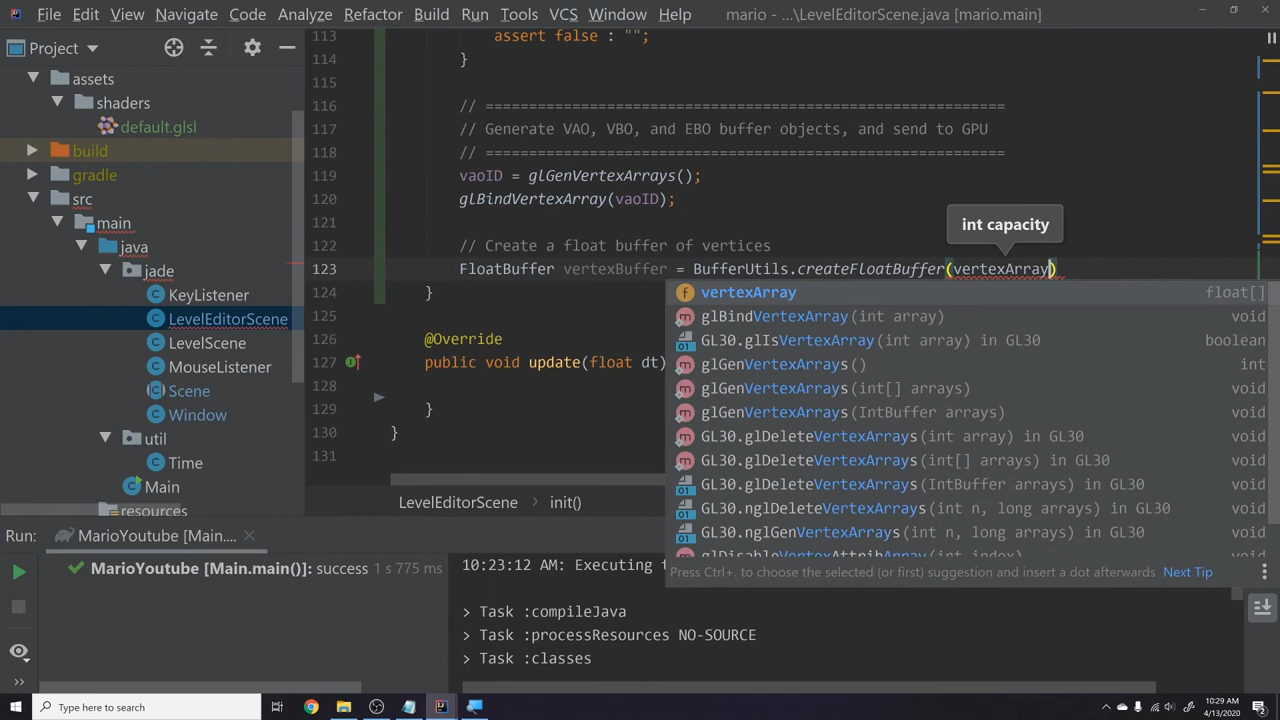 File Edit View Navigate Code Analyze Refactor Build Run Tools VCS Window Help mario - ...\LevelEditorScene.java [mario.main]
Project
assets
shaders
default.glsl
build
gradle
src
main
java
jade
KeyListener
LevelEditorScene
LevelScene
MouseListener
Scene
Window
util
Time
Main
resources
113 assert false : "";
114 }
115
116 // ============================================================
117 // Generate VAO, VBO, and EBO buffer objects, and send to GPU
118 // ============================================================
119 vaoID = glGenVertexArrays();
120 glBindVertexArray(vaoID);
121
int capacity
122 // Create a float buffer of vertices
123 FloatBuffer vertexBuffer = BufferUtils.createFloatBuffer(vertexArray)
124 }
125
126 @Override
127 public void update(float dt)
128
129 }
130 }
131
vertexArray float[]
glBindVertexArray(int array) void
GL30.glIsVertexArray(int array) in GL30 boolean
glGenVertexArrays() int
glGenVertexArrays(int[] arrays) void
glGenVertexArrays(IntBuffer arrays) void
GL30.glDeleteVertexArrays(int array) in GL30 void
GL30.glDeleteVertexArrays(int[] arrays) in GL30 void
GL30.glDeleteVertexArrays(IntBuffer arrays) in GL30 void
GL30.nglDeleteVertexArrays(int n, long arrays) in GL30 void
GL30.nglGenVertexArrays(int n, long arrays) in GL30 void
glDisableVertexAttribArray(int index) void
Press Ctrl+. to choose the selected (or first) suggestion and insert a dot afterwards Next Tip
LevelEditorScene › init()
Run: MarioYoutube [Main....
MarioYoutube [Main.main()]: success 1 s 775 ms
10:23:12 AM: Executing
> Task :compileJava
> Task :processResources NO-SOURCE
> Task :classes
Type here to search
10:29 AM
4/13/2020
2